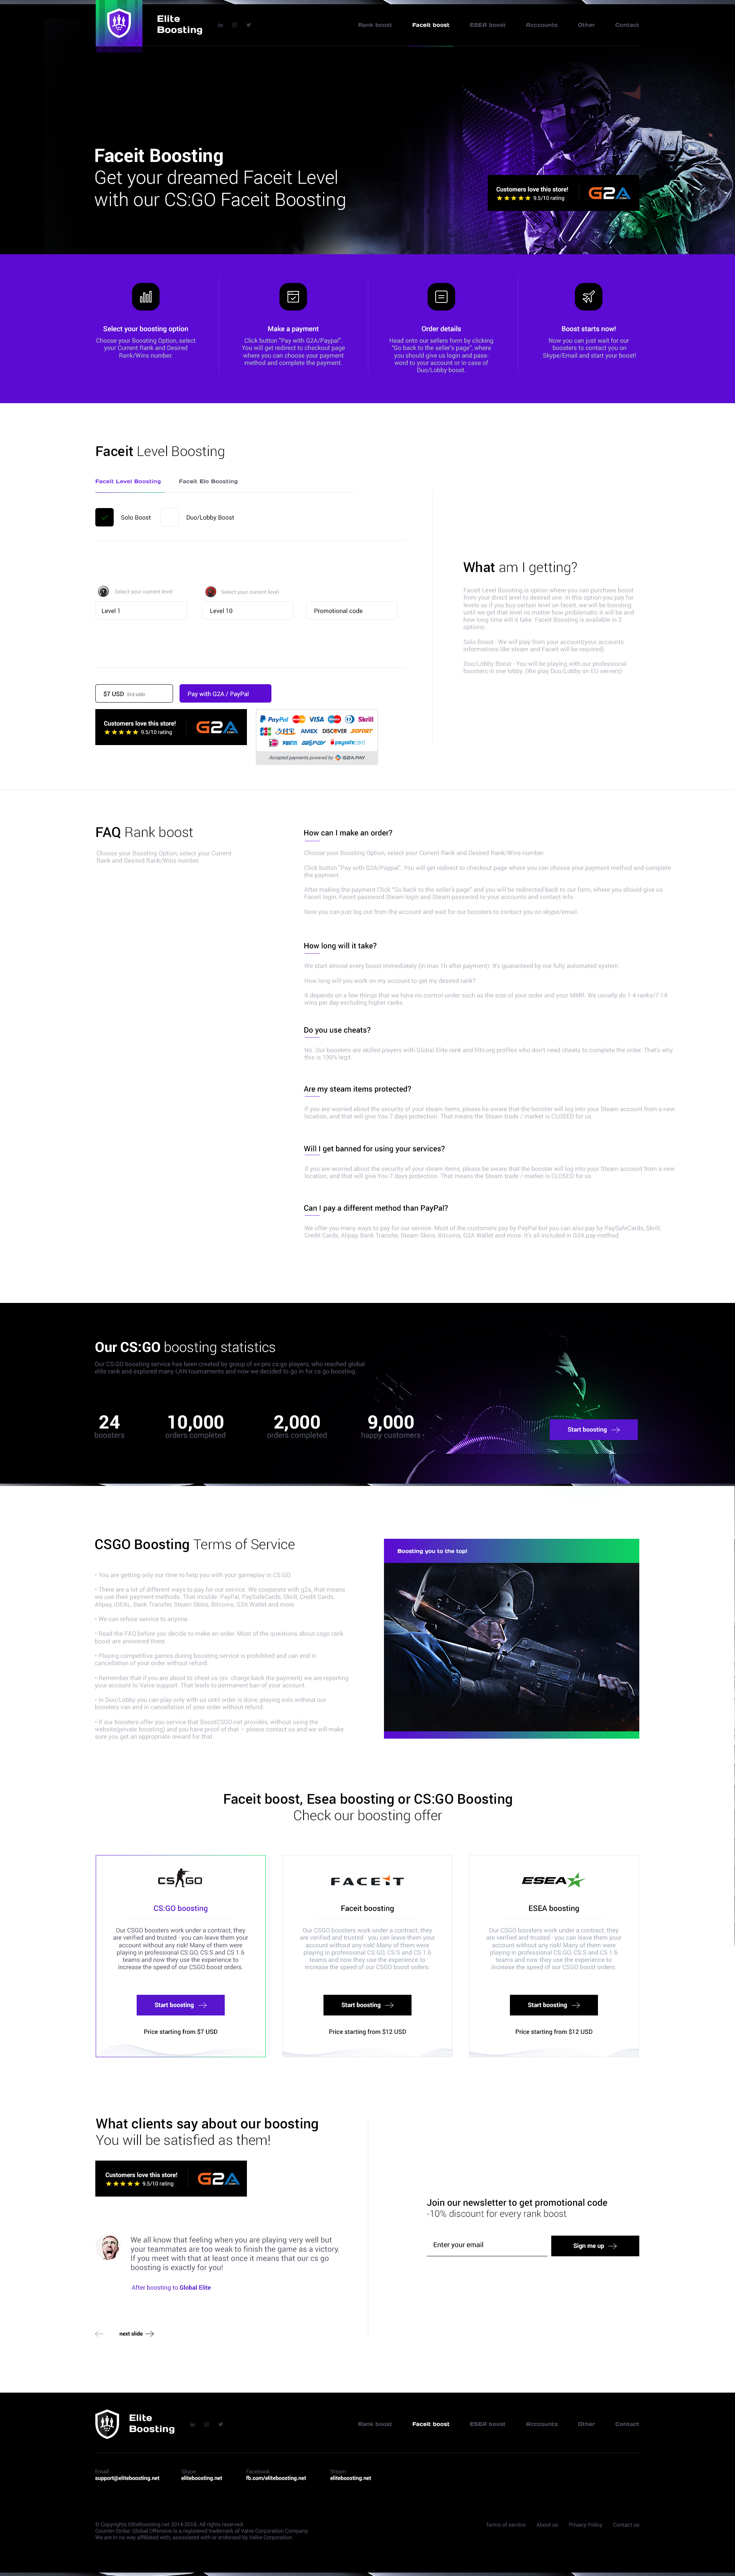 Elite
Boosting
Rank boost
Faceit boost
ESEA boost
Acccounts
Other
Contact
Faceit Boosting
Get your dreamed Faceit Level
with our CS:GO Faceit Boosting
Customers love this store!
9.5/10 rating
G2A
Select your boosting option
Choose your Boosting Option, select
your Current Rank and Desired
Rank/Wins number.
Make a payment
Click button "Pay with G2A/Paypal".
You will get redirect to checkout page
where you can choose your payment
method and complete the payment.
Order details
Head onto our sellers form by clicking
"Go back to the seller's page", where
you should give us login and pass-
word to your account or in case of
Duo/Lobby boost.
Boost starts now!
Now you can just wait for our
boosters to contact you on
Skype/Email and start your boost!
Faceit Level Boosting
Faceit Level Boosting
Faceit Elo Boosting
Solo Boost
Duo/Lobby Boost
Select your current level
Level 1
Select your current level
Level 10
Promotional code
$7 USD $12 USD
Pay with G2A / PayPal
Customers love this store!
9.5/10 rating
G2A
PayPal VISA Skrill
JCB 支付宝 AMEX DISCOVER SOFORT
paysafecard
Accepted payments powered by G2A PAY
What am I getting?
Faceit Level Boosting is option where you can purchase boost
from your direct level to desired one. In this option you pay for
levels so if you buy certain level on faceit, we will be boosting
until we get that level no matter how problematic it will be and
how long time will it take. Faceit Boosting is available in 2
options.
Solo Boost - We will play from your account(your accounts
informations like steam and Faceit will be required).
Duo/Lobby Boost - You will be playing with our professional
boosters in one lobby. (We play Duo/Lobby on EU servers)
FAQ Rank boost
Choose your Boosting Option, select your Current
Rank and Desired Rank/Wins number.
How can I make an order?
Choose your Boosting Option, select your Current Rank and Desired Rank/Wins number.
Click button "Pay with G2A/Paypal". You will get redirect to checkout page where you can choose your payment method and complete
the payment.
After making the payment Click "Go back to the seller's page" and you will be redirected back to our form, where you should give us
Faceit login, Faceit password Steam login and Steam password to your accounts and contact info.
Now you can just log out from the account and wait for our boosters to contact you on skype/email.
How long will it take?
We start almost every boost immediately (in max 1h after payment). It's guaranteed by our fully automated system.
How long will you work on my account to get my desired rank?
It depends on a few things that we have no control under such as the size of your order and your MMR. We usually do 1-4 ranks/7-14
wins per day excluding higher ranks.
Do you use cheats?
No. Our boosters are skilled players with Global Elite rank and hltv.org profiles who don't need cheats to complete the order. That's why
this is 100% legit.
Are my steam items protected?
If you are worried about the security of your steam items, please be aware that the booster will log into your Steam account from a new
location, and that will give You 7 days protection. That means the Steam trade / market is CLOSED for us.
Will I get banned for using your services?
If you are worried about the security of your steam items, please be aware that the booster will log into your Steam account from a new
location, and that will give You 7 days protection. That means the Steam trade / market is CLOSED for us.
Can I pay a different method than PayPal?
We offer you many ways to pay for our service. Most of the customers pay by PayPal but you can also pay by PaySafeCards, Skrill,
Credit Cards, Alipay, Bank Transfer, Steam Skins, Bitcoins, G2A Wallet and more. It's all included in G2A pay method.
Our CS:GO boosting statistics
Our CS:GO boosting service has been created by group of ex-pro cs:go players, who reached global
elite rank and explored many LAN tournaments and now we decided to go in for cs go boosting.
24
boosters
10,000
orders completed
2,000
orders completed
9,000
happy customers
Start boosting
CSGO Boosting Terms of Service
• You are getting only our time to help you with your gameplay in CS:GO.
• There are a lot of different ways to pay for our service. We cooperate with g2a, that means
we use their payment methods. That inculde: PayPal, PaySafeCards, Skrill, Credit Cards,
Alipay, iDEAL, Bank Transfer, Steam Skins, Bitcoins, G2A Wallet and more.
• We can refuse service to anyone.
• Read the FAQ before you decide to make an order. Most of the questions about csgo rank
boost are answered there.
• Playing competitive games during boosting service is prohibited and can end in
cancellation of your order without refund.
• Remember that if you are about to cheat us (ex. charge back the payment) we are reporting
your account to Valve support. That leads to permanent ban of your account.
• In Duo/Lobby you can play only with us until order is done, playing solo without our
boosters can end in cancellation of your order without refund.
• If our boosters offer you service that BoostCSGO.net provides, without using the
website(private boosting) and you have proof of that – please contact us and we will make
sure you get an appropriate reward for that.
Boosting you to the top!
Faceit boost, Esea boosting or CS:GO Boosting
Check our boosting offer
CS GO
CS:GO boosting
Our CSGO boosters work under a contract, they
are verified and trusted - you can leave them your
account without any risk! Many of them were
playing in professional CS:GO, CS:S and CS 1.6
teams and now they use the experience to
increase the speed of our CSGO boost orders.
Start boosting
Price starting from $7 USD
FACEIT
Faceit boosting
Our CSGO boosters work under a contract, they
are verified and trusted - you can leave them your
account without any risk! Many of them were
playing in professional CS:GO, CS:S and CS 1.6
teams and now they use the experience to
increase the speed of our CSGO boost orders.
Start boosting
Price starting from $12 USD
ESEA
ESEA boosting
Our CSGO boosters work under a contract, they
are verified and trusted - you can leave them your
account without any risk! Many of them were
playing in professional CS:GO, CS:S and CS 1.6
teams and now they use the experience to
increase the speed of our CSGO boost orders.
Start boosting
Price starting from $12 USD
What clients say about our boosting
You will be satisfied as them!
Customers love this store!
9.5/10 rating
G2A
We all know that feeling when you are playing very well but
your teammates are too weak to finish the game as a victory.
If you meet with that at least once it means that our cs go
boosting is exactly for you!
After boosting to Global Elite
next slide
Join our newsletter to get promotional code
-10% discount for every rank boost
Enter your email
Sign me up
Elite
Boosting
Rank boost
Faceit boost
ESEA boost
Acccounts
Other
Contact
Email
support@eliteboosting.net
Skype
eliteboosting.net
Facebook
fb.com/eliteboosting.net
Steam
eliteboosting.net
© Copyrights EliteBoosting.net 2014-2018. All rights reserved.
Counter-Strike: Global Offensive is a registered trademark of Valve Corporation Company
We are in no way affiliated with, associated with or endorsed by Valve Corporation.
Terms of service
About us
Privacy Policy
Contact us